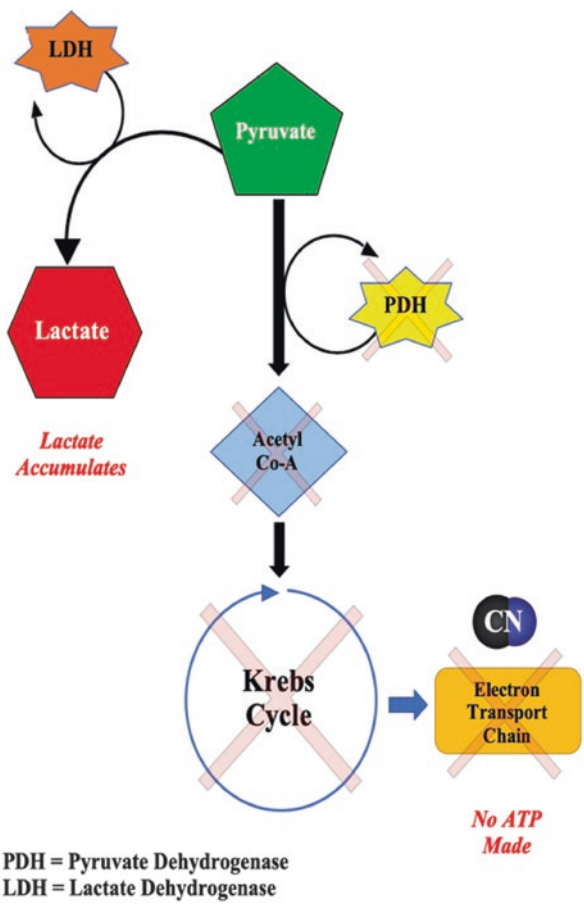 LDH
Pyruvate
PDH
Lactate
Lactate
Accumulates
Acetyl
Co-A
Krebs
Cycle
CN
Electron
Transport
Chain
No ATP
Made
PDH = Pyruvate Dehydrogenase
LDH = Lactate Dehydrogenase